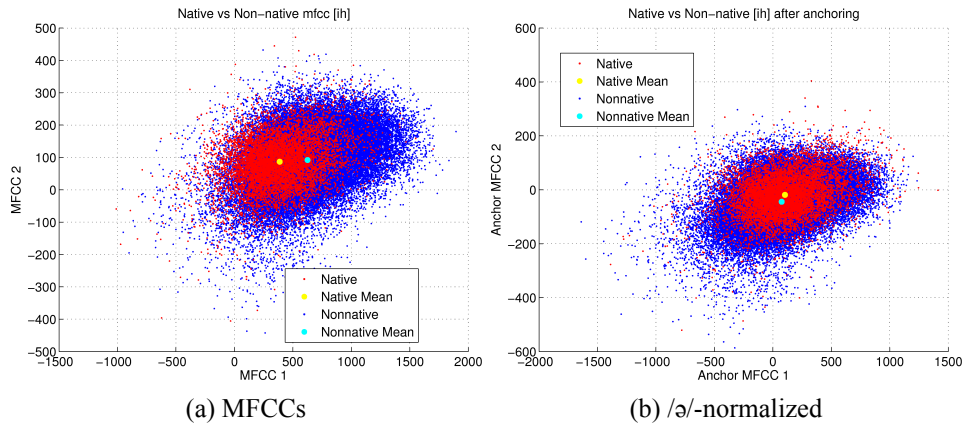 Native vs Non-native mfcc [ih]
500
400
300
200
100
0
−100
−200
−300
−400
−500
MFCC 2
−1500
−1000
−500
0
500
1000
1500
2000
MFCC 1
Native
Native Mean
Nonnative
Nonnative Mean
(a) MFCCs
Native vs Non-native [ih] after anchoring
600
400
200
0
−200
−400
−600
Anchor MFCC 2
−2000
−1500
−1000
−500
0
500
1000
1500
Anchor MFCC 1
Native
Native Mean
Nonnative
Nonnative Mean
(b) /ə/-normalized